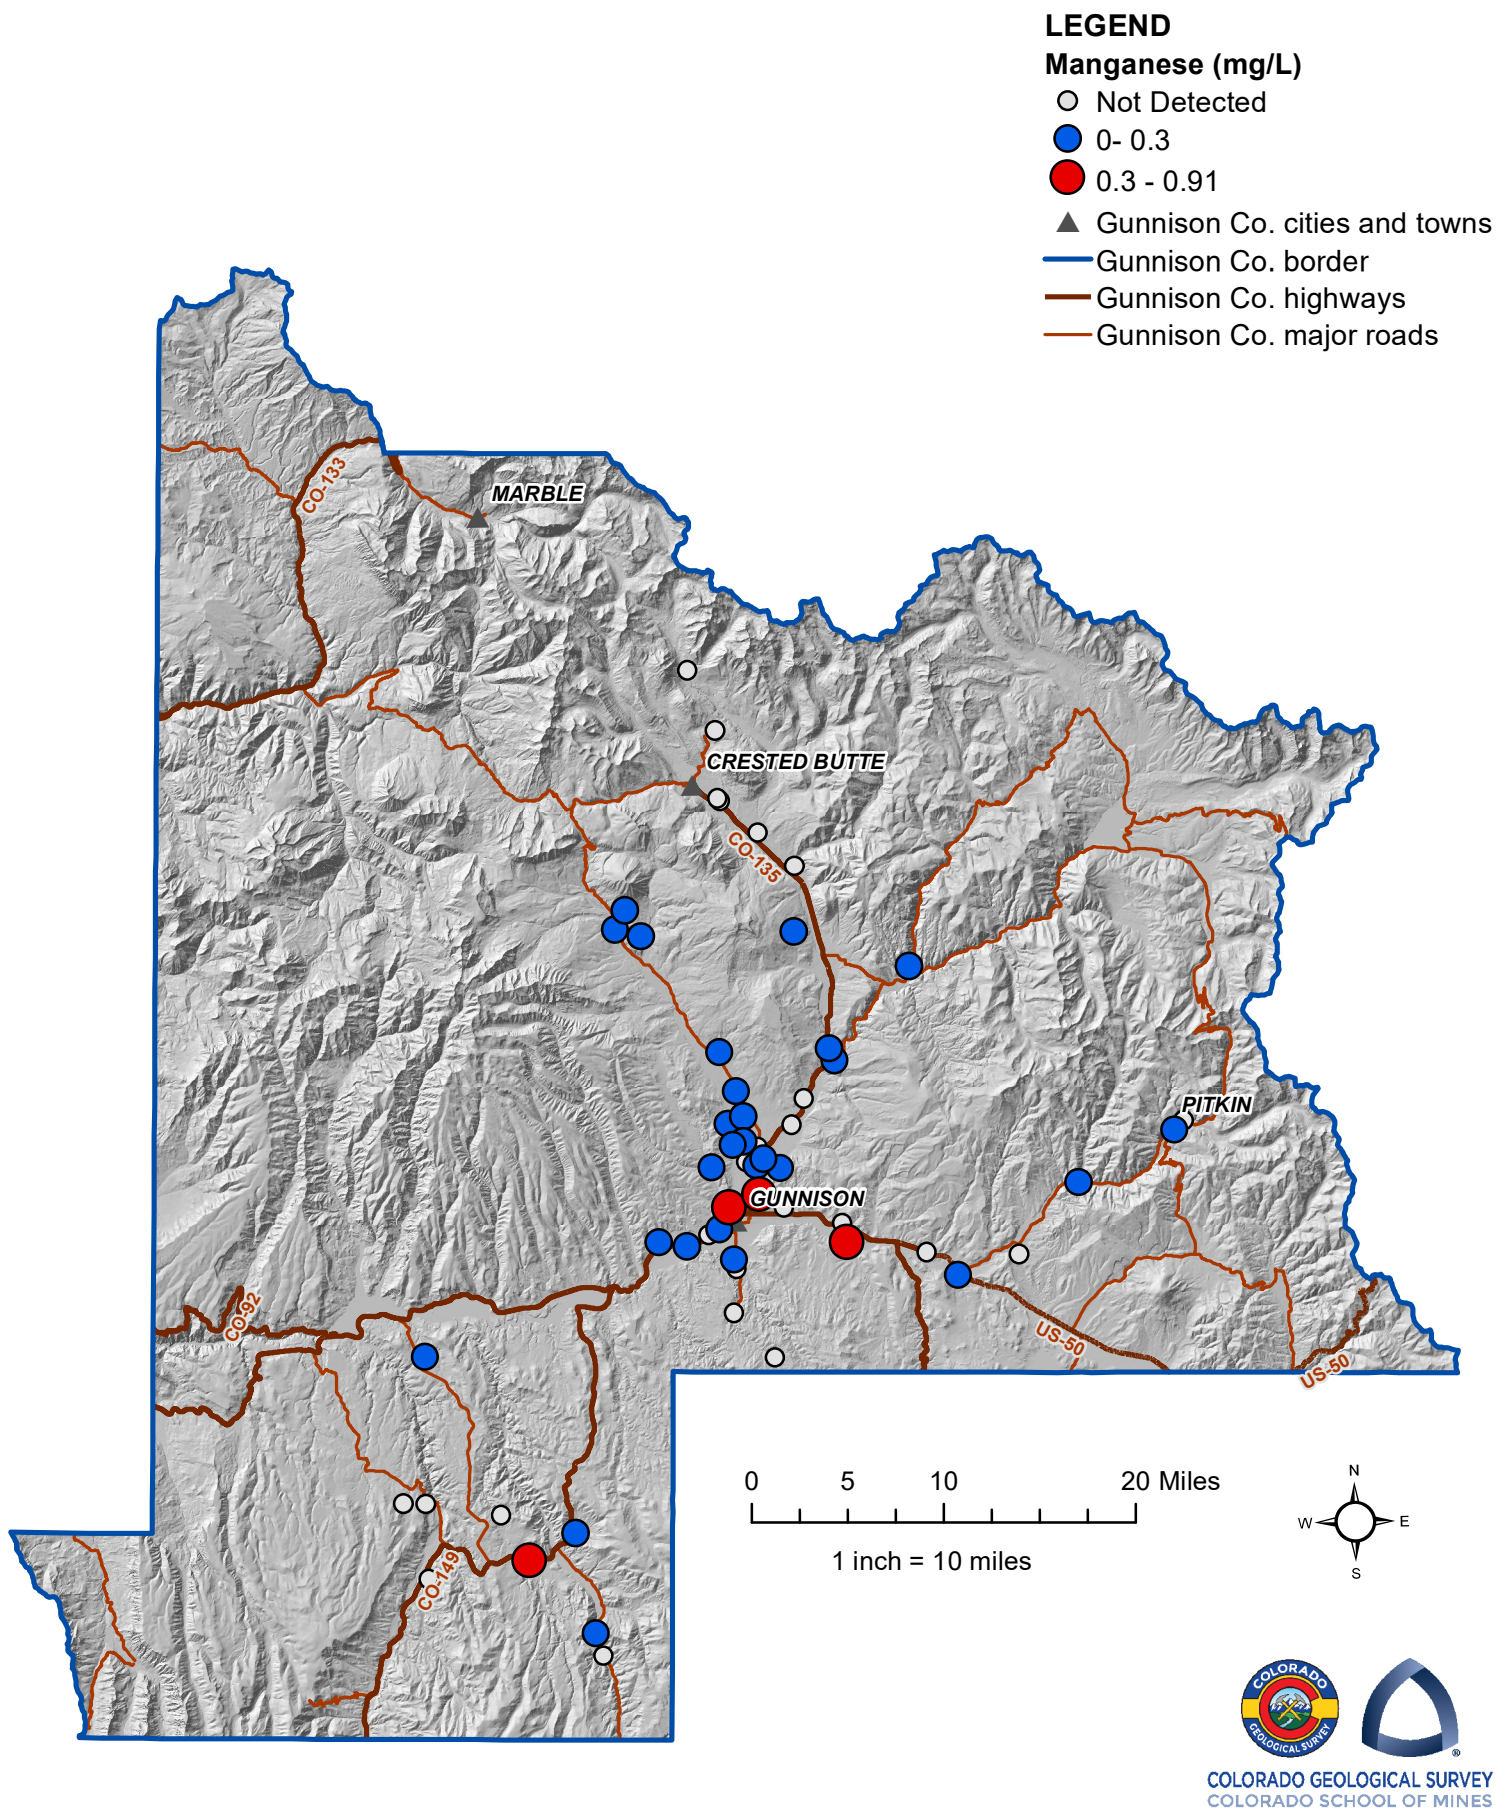 LEGEND
Manganese (mg/L)
Not Detected
0- 0.3
0.3 - 0.91
Gunnison Co. cities and towns
Gunnison Co. border
Gunnison Co. highways
Gunnison Co. major roads
CO-133
MARBLE
CRESTED BUTTE
CO-135
PITKIN
GUNNISON
CO-92
US-50
US-50
CO-149
0 5 10 20 Miles
1 inch = 10 miles
N
W E
S
COLORADO
GEOLOGICAL SURVEY
®
COLORADO GEOLOGICAL SURVEY
COLORADO SCHOOL OF MINES